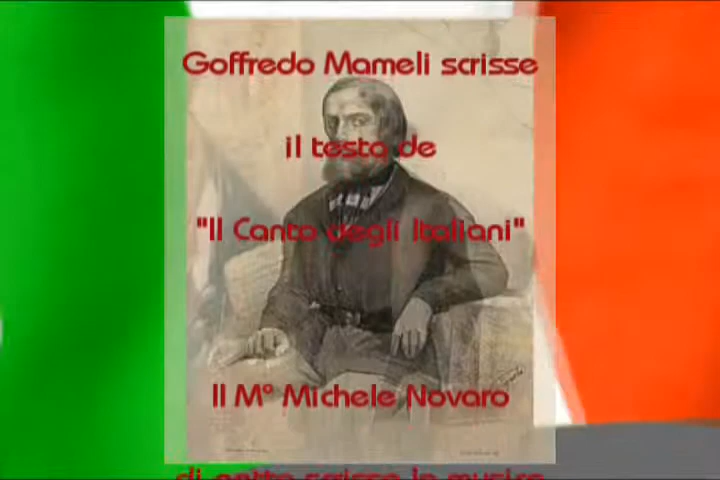 Goffredo Mameli scrisse
il testo de
"Il Canto degli Italiani"
Il M° Michele Novaro